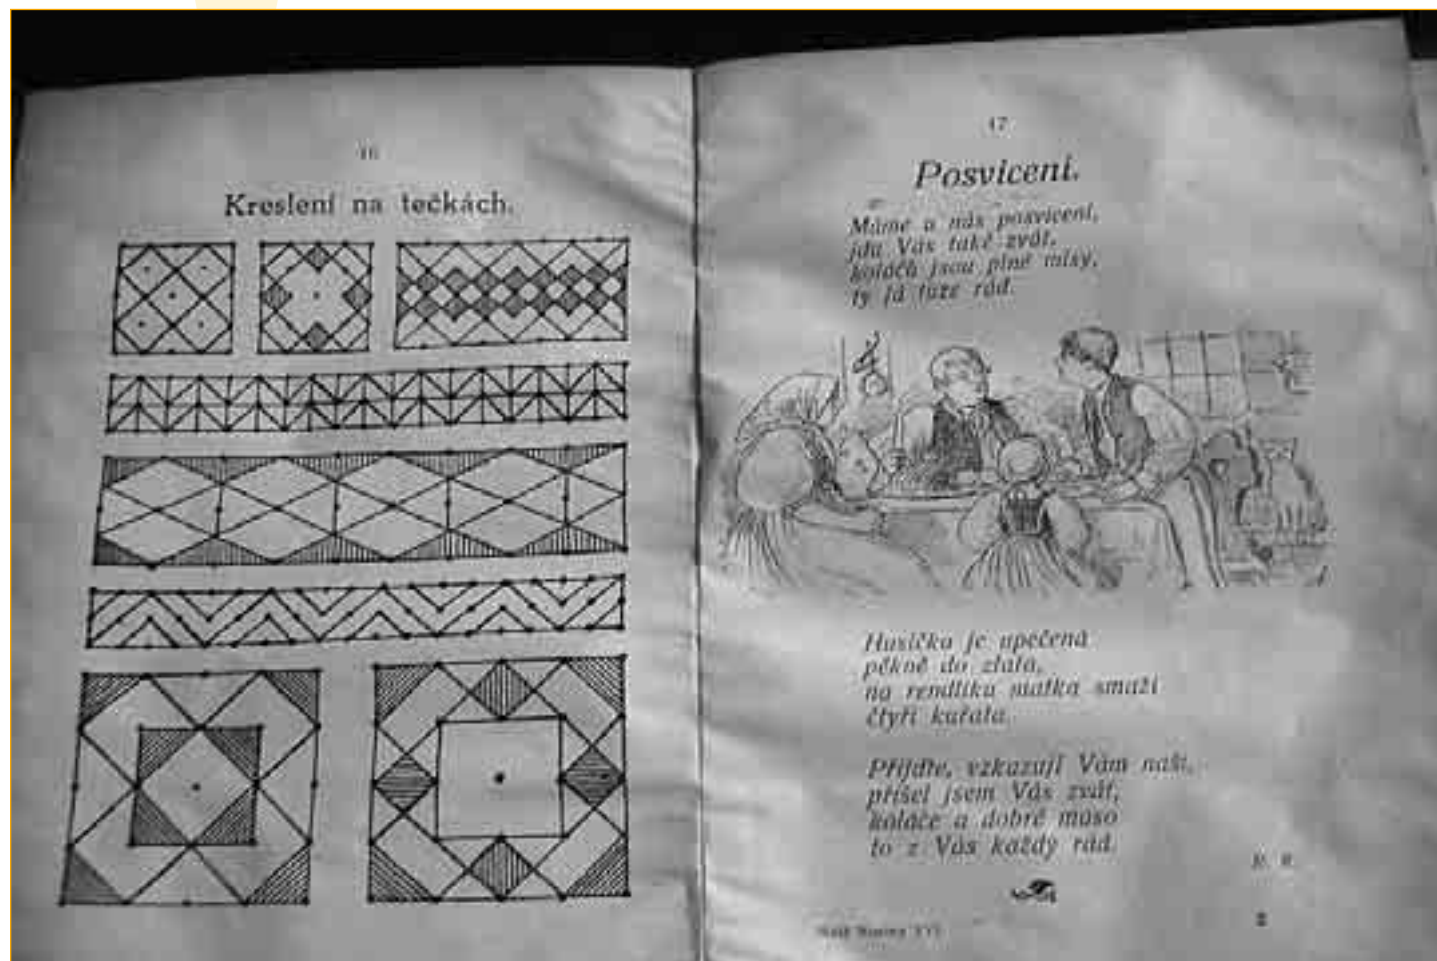 16
Kreslení na tečkách.
17
Posvícení.
Máme u nás posvícení,
jdu Vás také zvát,
koláčů jsou plné mísy,
ty já tuze rád.
Husička je upečená
pěkně do zlata,
na rendlíku matka smaží
čtyři kuřata.
Přijďte, vzkazují Vám naši,
přišel jsem Vás zvát,
koláče a dobré maso
to z Vás každý rád.
2